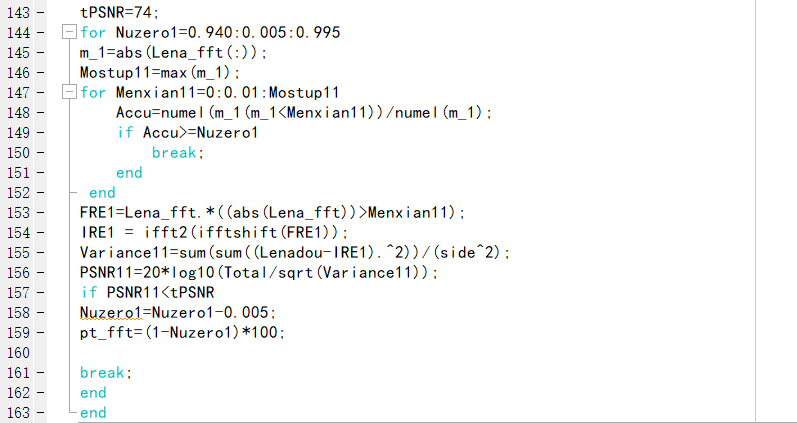 143 - tPSNR=74;
144 - for Nuzero1=0.940:0.005:0.995
145 - m_1=abs(Lena_fft(:));
146 - Mostup11=max(m_1);
147 - for Menxian11=0:0.01:Mostup11
148 - Accu=numel(m_1(m_1<Menxian11))/numel(m_1);
149 - if Accu>=Nuzero1
150 - break;
151 - end
152 - end
153 - FRE1=Lena_fft.*((abs(Lena_fft))>Menxian11);
154 - IRE1 = ifft2(ifftshift(FRE1));
155 - Variance11=sum(sum((Lenadou-IRE1).^2))/(side^2);
156 - PSNR11=20*log10(Total/sqrt(Variance11));
157 - if PSNR11<tPSNR
158 - Nuzero1=Nuzero1-0.005;
159 - pt_fft=(1-Nuzero1)*100;
160
161 - break;
162 - end
163 - end